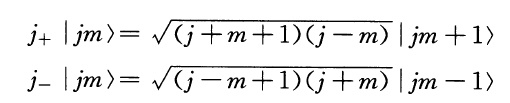 j₊ | jm⟩= √(j+m+1)(j−m) | jm+1⟩
j₋ | jm⟩= √(j−m+1)(j+m) | jm−1⟩